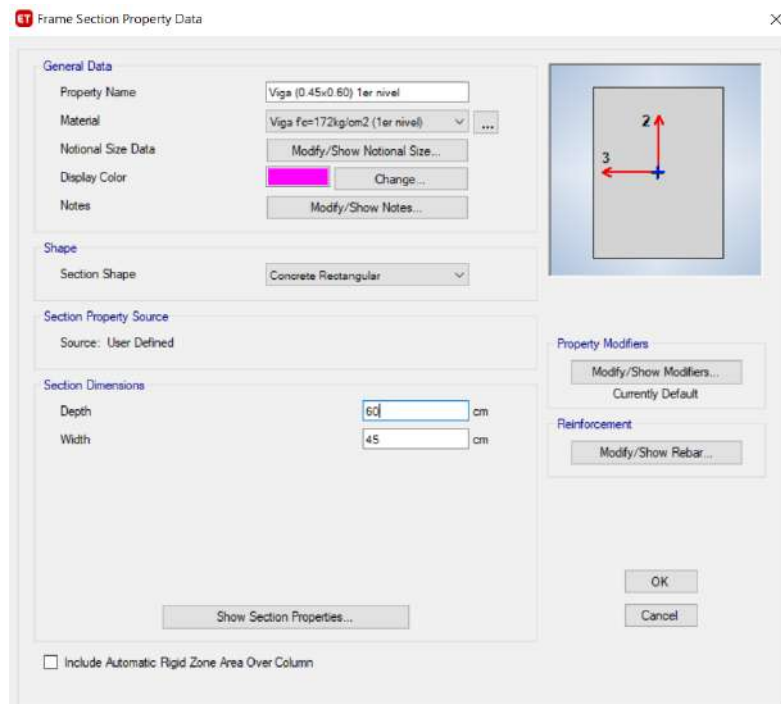 ET Frame Section Property Data
General Data
Property Name Viga (0.45x0.60) 1er nivel
Material Viga f'c=172kg/cm2 (1er nivel) ...
Notional Size Data Modify/Show Notional Size...
Display Color Change...
Notes Modify/Show Notes...
Shape
Section Shape Concrete Rectangular
Section Property Source
Source: User Defined
Section Dimensions
Depth 60 cm
Width 45 cm
Show Section Properties...
Include Automatic Rigid Zone Area Over Column
2
3
Property Modifiers
Modify/Show Modifiers...
Currently Default
Reinforcement
Modify/Show Rebar...
OK
Cancel